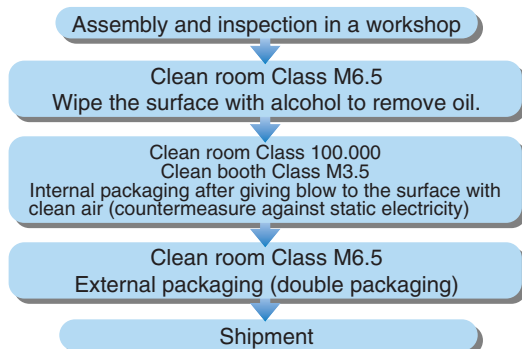 Assembly and inspection in a workshop
Clean room Class M6.5
Wipe the surface with alcohol to remove oil.
Clean room Class 100.000
Clean booth Class M3.5
Internal packaging after giving blow to the surface with
clean air (countermeasure against static electricity)
Clean room Class M6.5
External packaging (double packaging)
Shipment